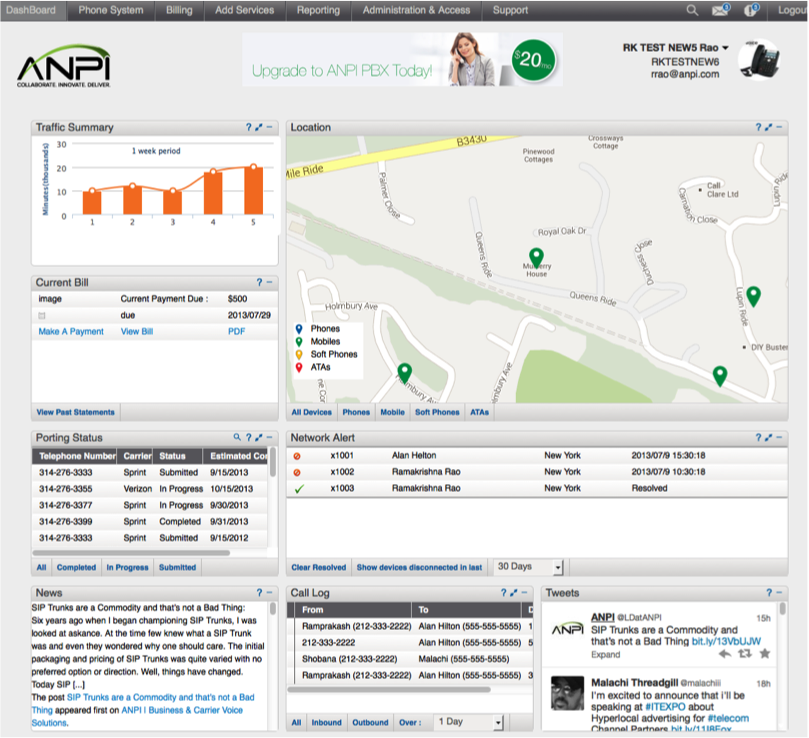 DashBoard Phone System Billing Add Services Reporting Administration & Access Support Logou
ANPI
COLLABORATE. INNOVATE. DELIVER.
Upgrade to ANPI PBX Today!
$20/mo
RK TEST NEW5 Rao
RKTESTNEW6
rrao@anpi.com
Traffic Summary ? –
1 week period
Minutes(thousands)
30
20
10
0
1 2 3 4 5
Location ? –
B3430
Mile Ride
Palmer Close
Pinewood
Cottages
Crossways
Cottage
Call
Clare Ltd
Carnation Close
Royal Oak Dr
Queens Ride
Mulberry
House
Queens Ride
Duchess Close
Lupin Ride
DIY Buster
Holmbury Ave
Phones
Mobiles
Soft Phones
ATAs
All Devices Phones Mobile Soft Phones ATAs
Current Bill ? –
image Current Payment Due : $500
due 2013/07/29
Make A Payment View Bill PDF
View Past Statements
Porting Status ? –
Telephone Number Carrier Status Estimated Co
314-276-3333 Sprint Submitted 9/15/2013
314-276-3355 Verizon In Progress 10/15/2013
314-276-3377 Sprint In Progress 9/30/2013
314-276-3399 Sprint Completed 9/31/2013
314-276-3333 Sprint Submitted 9/15/2012
All Completed In Progress Submitted
Network Alert ? –
x1001 Alan Helton New York 2013/07/9 15:30:18
x1002 Ramakrishna Rao New York 2013/07/9 10:30:18
x1003 Ramakrishna Rao New York Resolved
Clear Resolved Show devices disconnected in last 30 Days
News ? –
SIP Trunks are a Commodity and that's not a Bad Thing:
Six years ago when I began championing SIP Trunks, I was
looked at askance. At the time few knew what a SIP Trunk
was and even they wondered why one should care. The initial
packaging and pricing of SIP Trunks was quite varied with no
preferred option or direction. Well, things have changed.
Today SIP [...]
The post SIP Trunks are a Commodity and that's not a Bad
Thing appeared first on ANPI | Business & Carrier Voice
Solutions.
Call Log ? –
From To D
Ramprakash (212-333-2222) Alan Hilton (555-555-5555) 1
212-333-2222 Alan Hilton (555-555-5555) 5
Shobana (212-333-2222) Malachi (555-555-5555)
Ramprakash (212-333-2222) Alan Hilton (555-555-5555) 3
All Inbound Outbound Over : 1 Day
Tweets ? –
ANPI
ANPI @LDatANPI 15h
SIP Trunks are a Commodity and
that's not a Bad Thing bit.ly/13VbUJW
Expand
Malachi Threadgill @malachiii 18h
I'm excited to announce that i'll be
speaking at #ITEXPO about
Hyperlocal advertising for #telecom
Channel Partners